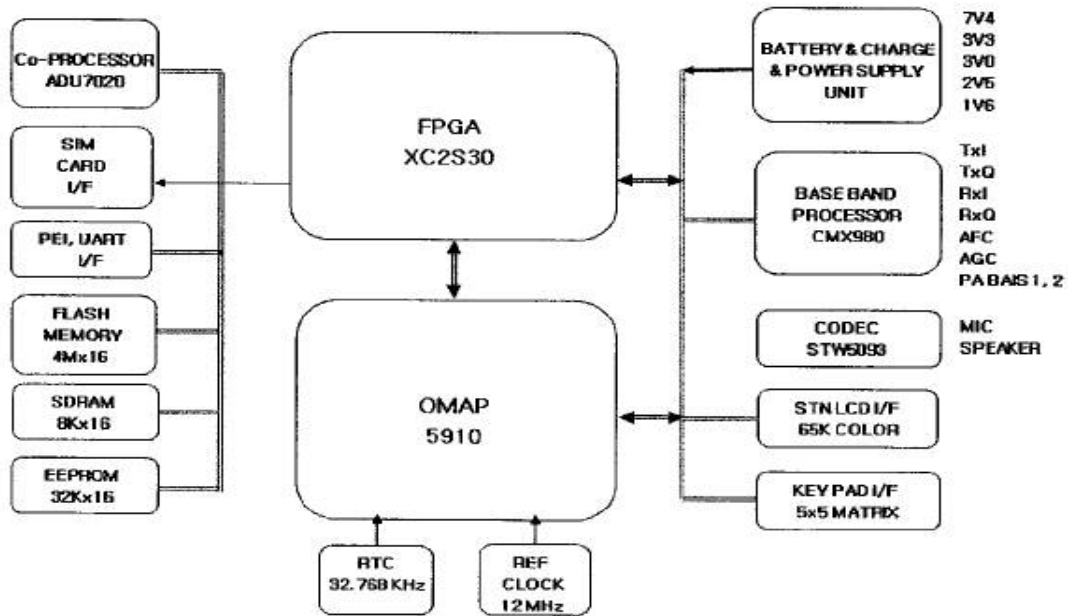 Co-PROCESSOR
ADU7020
SIM
CARD
I/F
PEI, UART
I/F
FLASH
MEMORY
4Mx16
SDRAM
8Kx16
EEPROM
32Kx16
FPGA
XC2S30
OMAP
5910
RTC
32.768 KHz
REF
CLOCK
12 MHz
BATTERY & CHARGE
& POWER SUPPLY
UNIT
7V4
3V3
3V0
2V5
1V6
BASE BAND
PROCESSOR
CMX980
TxI
TxQ
RxI
RxQ
AFC
AGC
PA BAIS 1, 2
CODEC
STW5093
MIC
SPEAKER
STN LCD I/F
65K COLOR
KEY PAD I/F
5x5 MATRIX